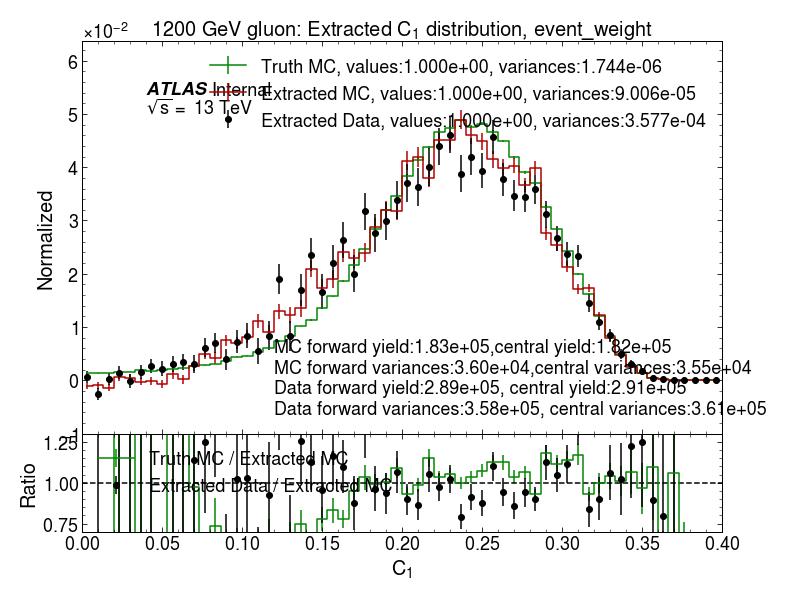 ×10⁻²
1200 GeV gluon: Extracted C₁ distribution, event_weight
Truth MC, values:1.000e+00, variances:1.744e-06
ATLAS Internal
Extracted MC, values:1.000e+00, variances:9.006e-05
√s = 13 TeV
Extracted Data, values:1.000e+00, variances:3.577e-04
6
5
4
3
2
1
0
1
Normalized
MC forward yield:1.83e+05,central yield:1.82e+05
MC forward variances:3.60e+04,central variances:3.55e+04
Data forward yield:2.89e+05, central yield:2.91e+05
Data forward variances:3.58e+05, central variances:3.61e+05
1.25
1.00
0.75
Ratio
Truth MC / Extracted MC
Extracted Data / Extracted MC
0.00 0.05 0.10 0.15 0.20 0.25 0.30 0.35 0.40
C₁